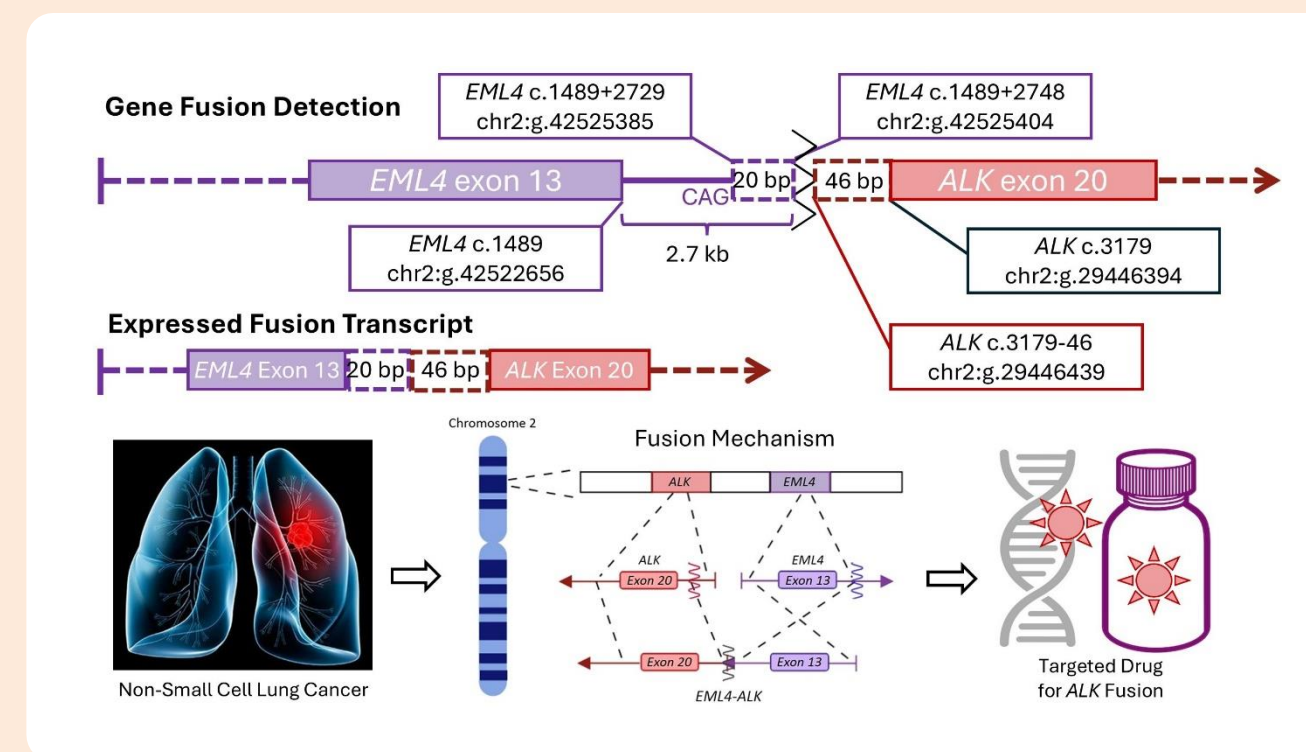 Gene Fusion Detection
EML4 c.1489+2729
chr2:g.42525385
EML4 c.1489+2748
chr2:g.42525404
EML4 exon 13
CAG
20 bp
46 bp
ALK exon 20
2.7 kb
EML4 c.1489
chr2:g.42522656
ALK c.3179
chr2:g.29446394
ALK c.3179-46
chr2:g.29446439
Expressed Fusion Transcript
EML4 Exon 13
20 bp
46 bp
ALK Exon 20
Non-Small Cell Lung Cancer
Chromosome 2
Fusion Mechanism
ALK
EML4
ALK
Exon 20
EML4
Exon 13
Exon 20
Exon 13
EML4-ALK
Targeted Drug
for ALK Fusion